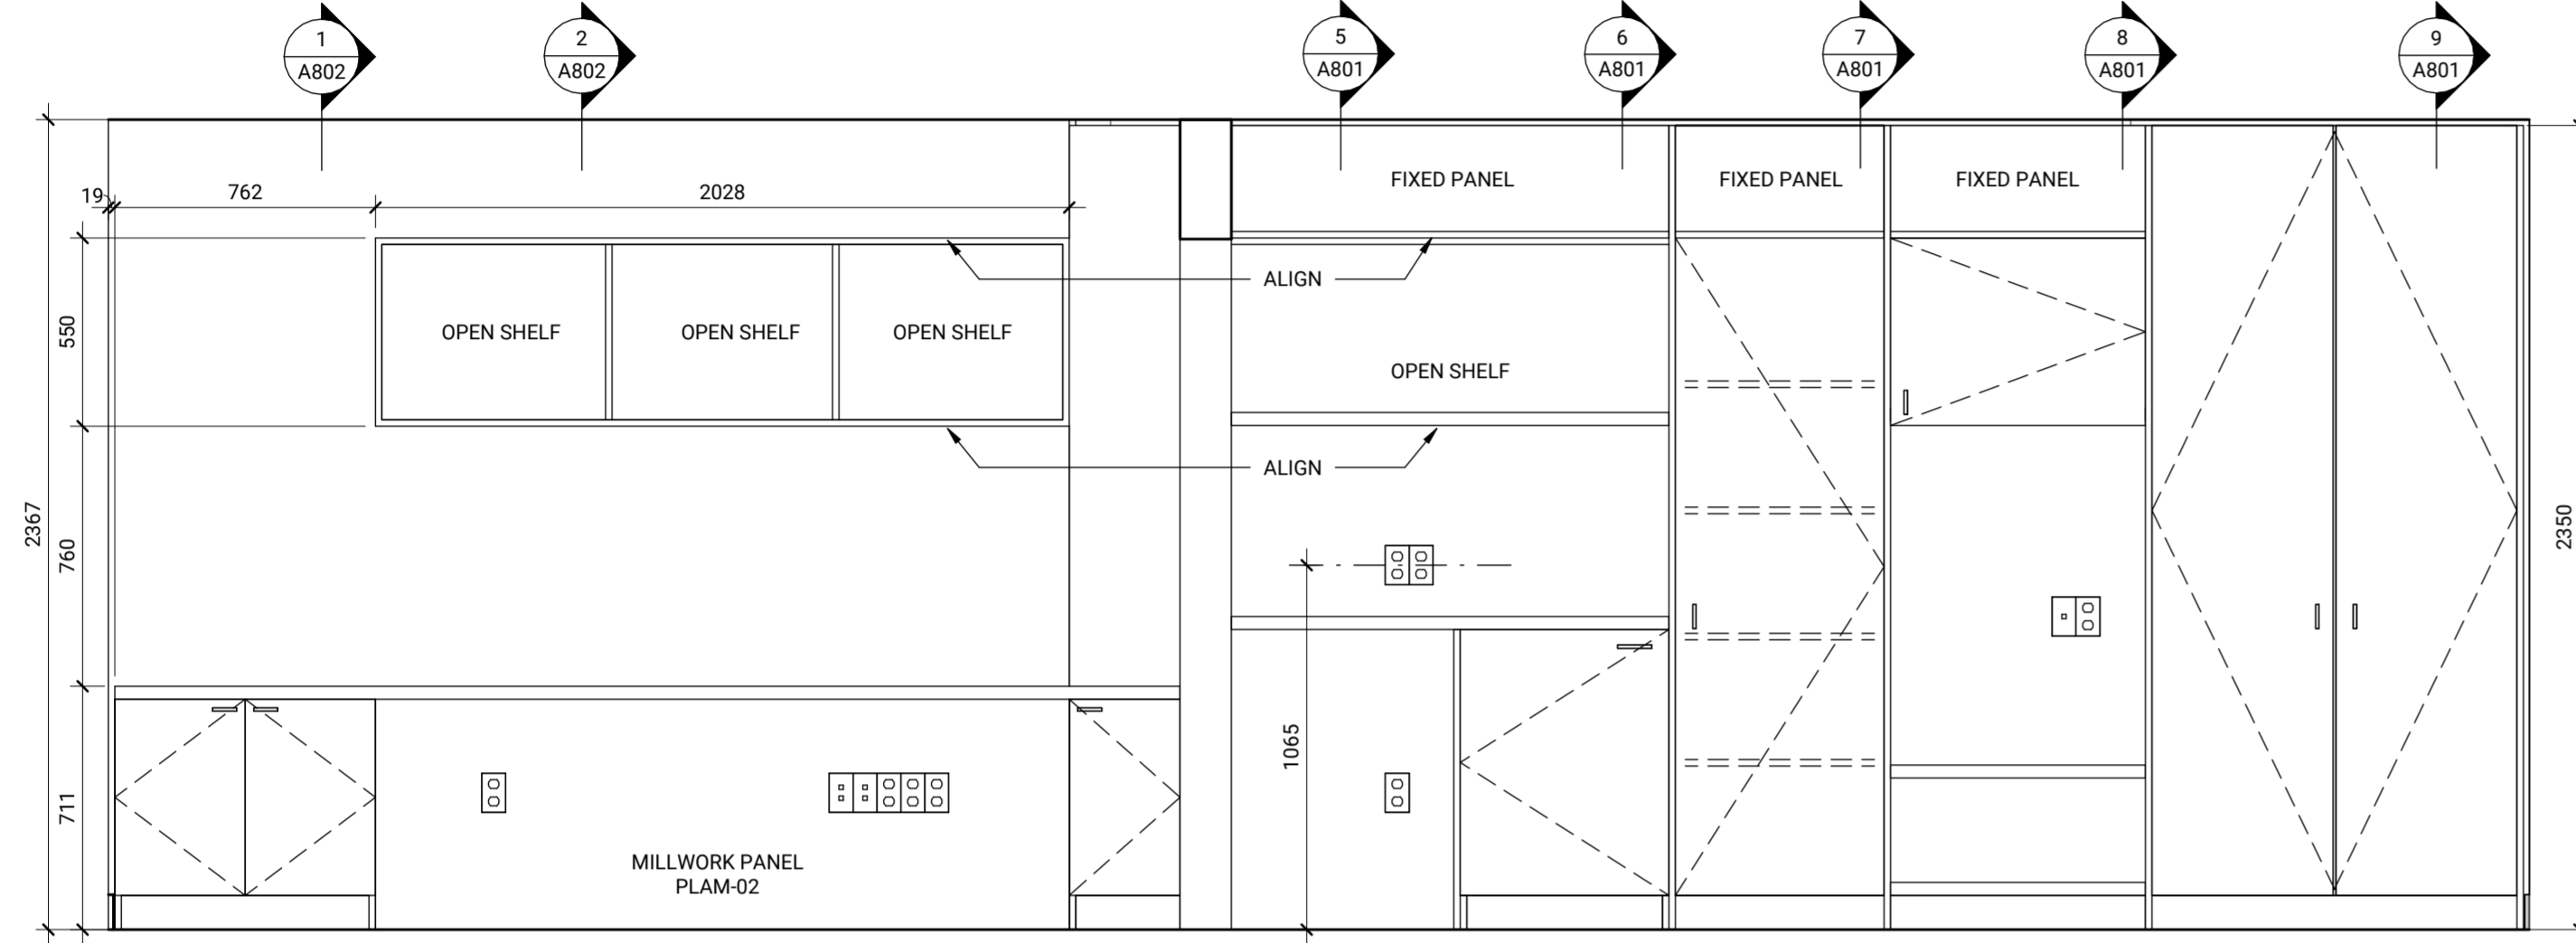 1
A802
2
A802
5
A801
6
A801
7
A801
8
A801
9
A801
FIXED PANEL
FIXED PANEL
FIXED PANEL
19
762
2028
ALIGN
550
OPEN SHELF
OPEN SHELF
OPEN SHELF
OPEN SHELF
ALIGN
2367
760
2350
1065
711
MILLWORK PANEL
PLAM-02